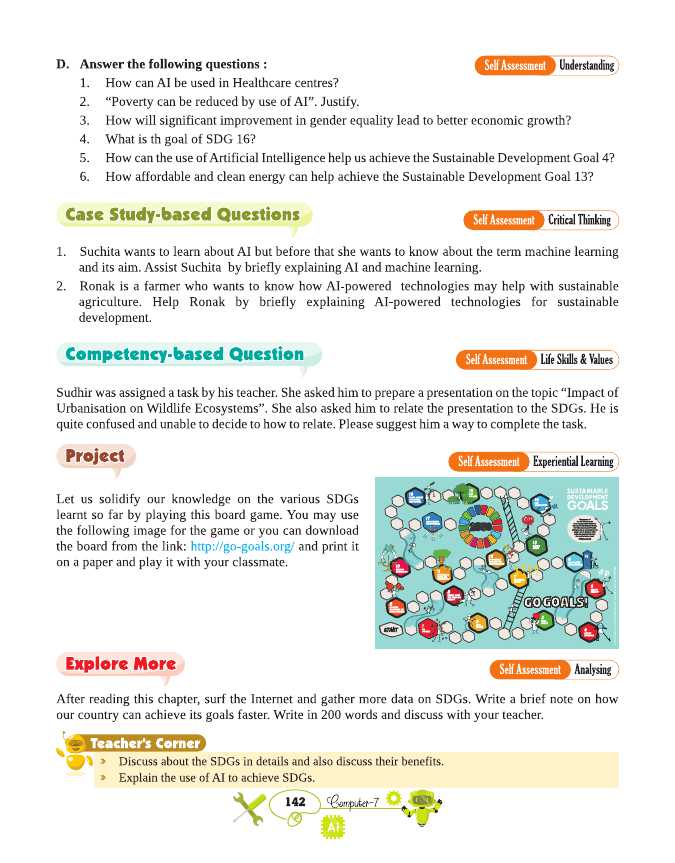 D. Answer the following questions :
Self Assessment Understanding
1. How can AI be used in Healthcare centres?
2. “Poverty can be reduced by use of AI”. Justify.
3. How will significant improvement in gender equality lead to better economic growth?
4. What is th goal of SDG 16?
5. How can the use of Artificial Intelligence help us achieve the Sustainable Development Goal 4?
6. How affordable and clean energy can help achieve the Sustainable Development Goal 13?
Case Study-based Questions
Self Assessment Critical Thinking
1. Suchita wants to learn about AI but before that she wants to know about the term machine learning
and its aim. Assist Suchita by briefly explaining AI and machine learning.
2. Ronak is a farmer who wants to know how AI-powered technologies may help with sustainable
agriculture. Help Ronak by briefly explaining AI-powered technologies for sustainable
development.
Competency-based Question
Self Assessment Life Skills & Values
Sudhir was assigned a task by his teacher. She asked him to prepare a presentation on the topic “Impact of
Urbanisation on Wildlife Ecosystems”. She also asked him to relate the presentation to the SDGs. He is
quite confused and unable to decide to how to relate. Please suggest him a way to complete the task.
Project
Self Assessment Experiential Learning
Let us solidify our knowledge on the various SDGs
learnt so far by playing this board game. You may use
the following image for the game or you can download
the board from the link: http://go-goals.org/ and print it
on a paper and play it with your classmate.
SUSTAINABLE
DEVELOPMENT
GOALS
2030
GO GOALS!
START
Explore More
Self Assessment Analysing
After reading this chapter, surf the Internet and gather more data on SDGs. Write a brief note on how
our country can achieve its goals faster. Write in 200 words and discuss with your teacher.
Teacher's Corner
» Discuss about the SDGs in details and also discuss their benefits.
» Explain the use of AI to achieve SDGs.
142 Computer-7
AI